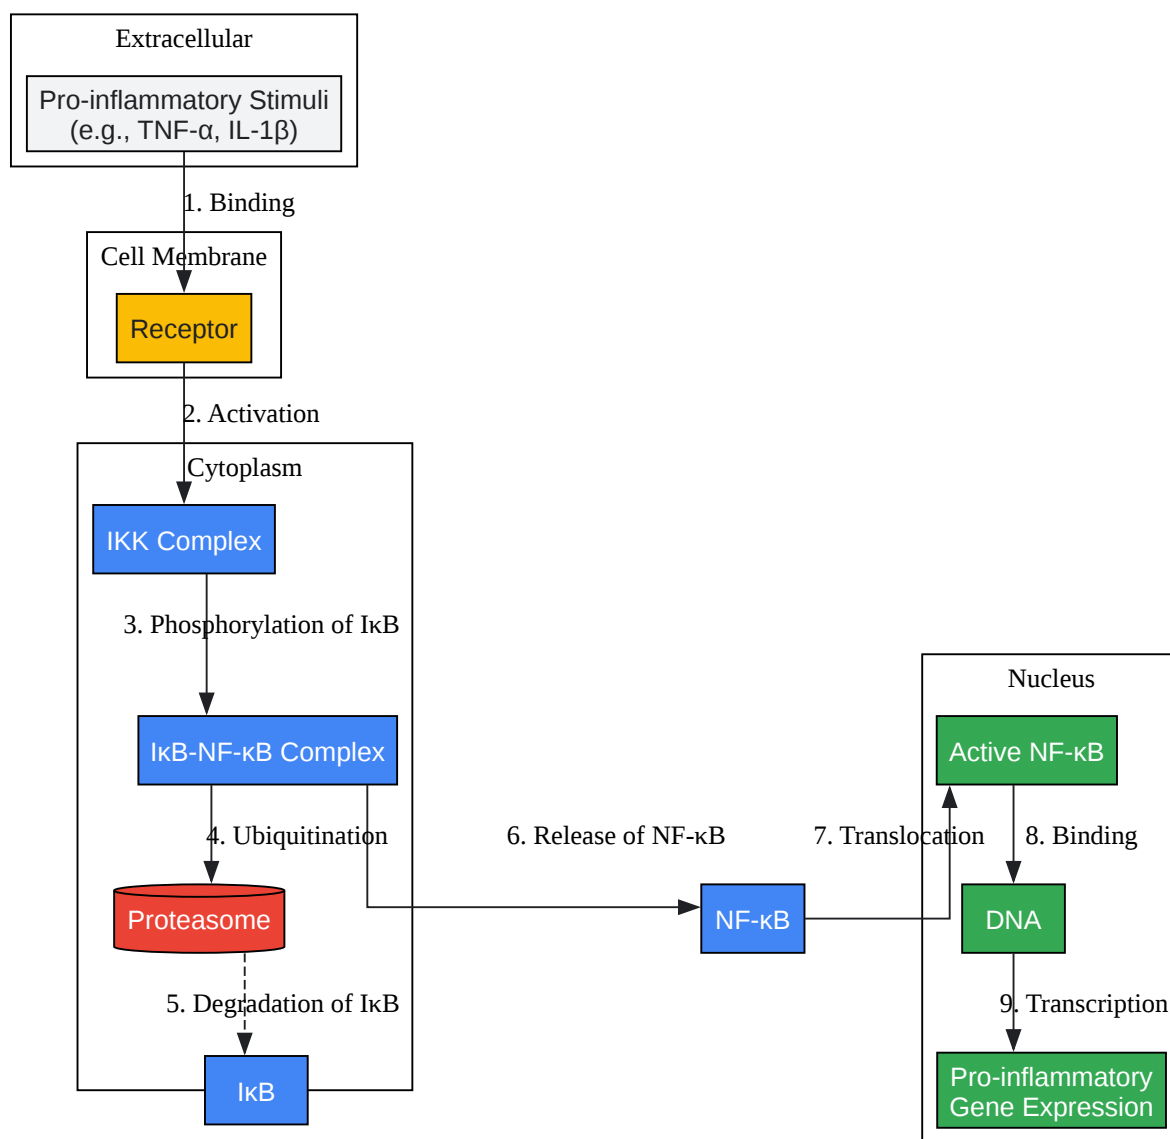 Extracellular
Pro-inflammatory Stimuli
(e.g., TNF-α, IL-1β)
1. Binding
Cell Membrane
Receptor
2. Activation
Cytoplasm
IKK Complex
3. Phosphorylation of IκB
IκB-NF-κB Complex
4. Ubiquitination
Proteasome
5. Degradation of IκB
IκB
6. Release of NF-κB
NF-κB
7. Translocation
Nucleus
Active NF-κB
8. Binding
DNA
9. Transcription
Pro-inflammatory
Gene Expression